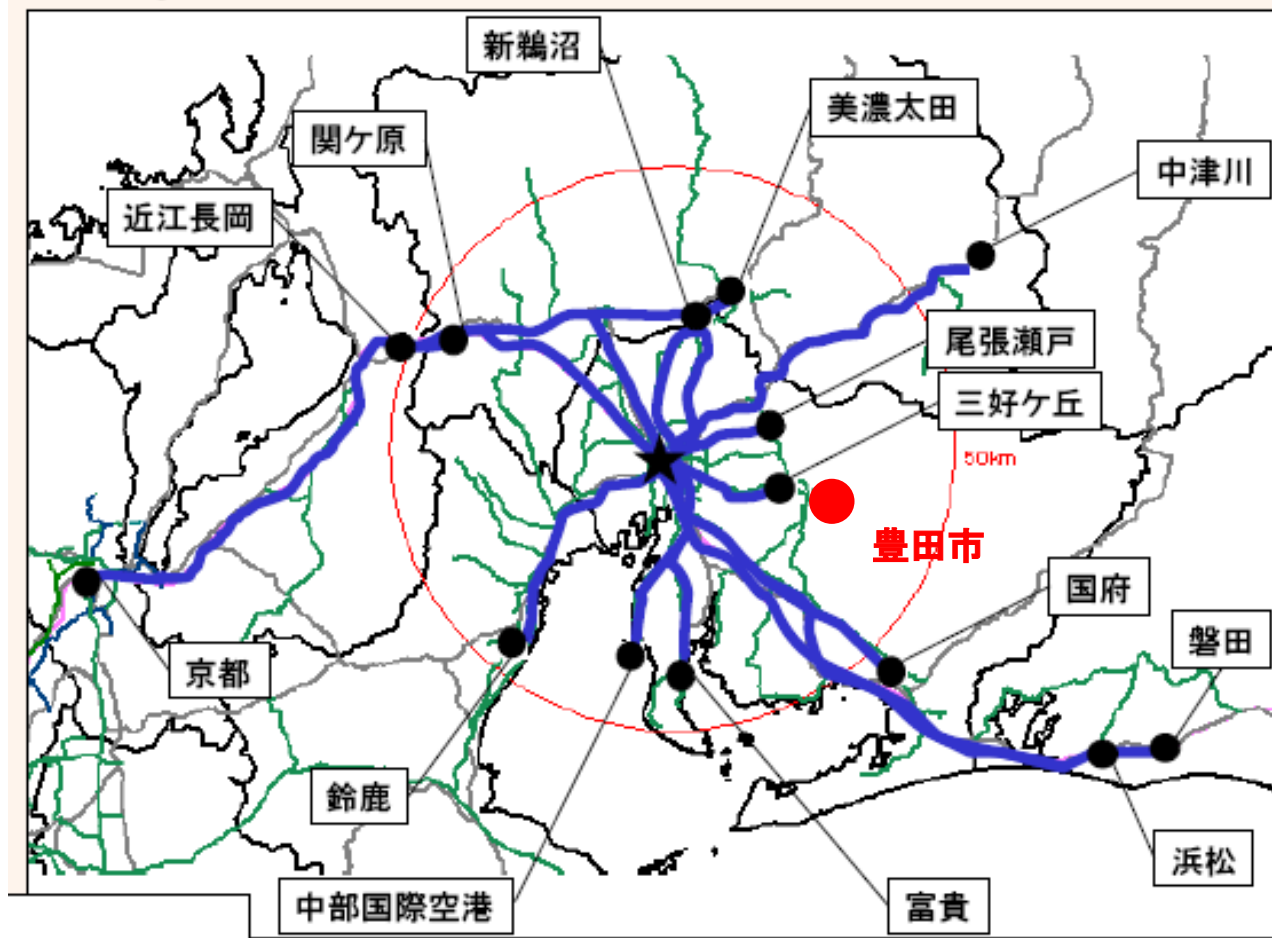 新鵜沼
美濃太田
関ケ原
中津川
近江長岡
尾張瀬戸
三好ケ丘
50km
豊田市
国府
磐田
京都
鈴鹿
浜松
中部国際空港
富貴